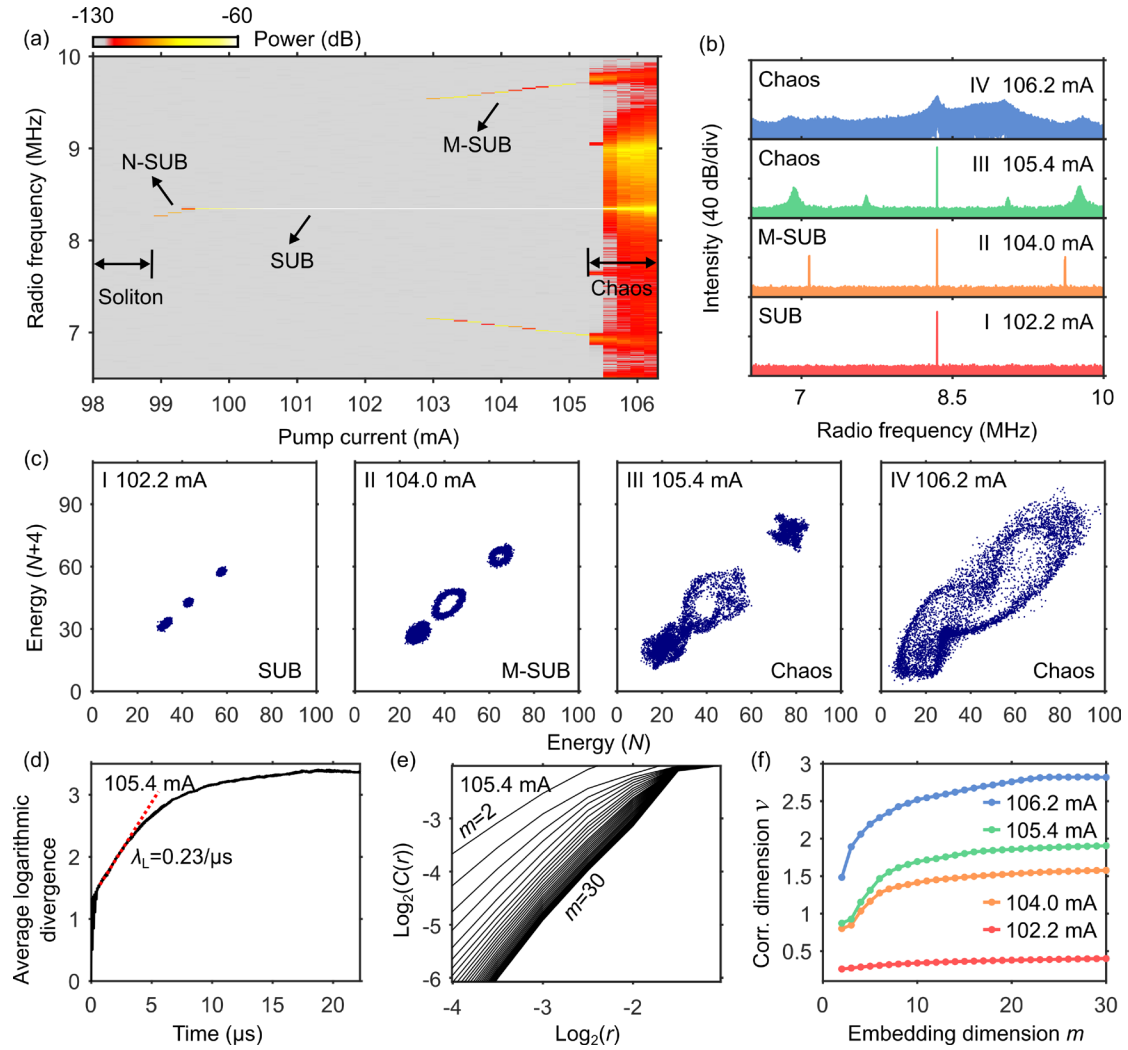 -130 -60
(a) Power (dB)
10
9
8
7
Radio frequency (MHz)
N-SUB
M-SUB
SUB
Soliton
Chaos
98 99 100 101 102 103 104 105 106
Pump current (mA)
(b)
Intensity (40 dB/div)
Chaos IV 106.2 mA
Chaos III 105.4 mA
M-SUB II 104.0 mA
SUB I 102.2 mA
7 8.5 10
Radio frequency (MHz)
(c)
Energy (N+4)
90
60
30
0
I 102.2 mA
SUB
0 20 40 60 80 100
II 104.0 mA
M-SUB
0 20 40 60 80 100
III 105.4 mA
Chaos
0 20 40 60 80 100
IV 106.2 mA
Chaos
0 20 40 60 80 100
Energy (N)
(d)
Average logarithmic
divergence
3
2
1
0
105.4 mA
λL=0.23/µs
0 5 10 15 20
Time (µs)
(e)
Log2(C(r))
-3
-4
-5
-6
105.4 mA
m=2
m=30
-4 -3 -2
Log2(r)
(f)
Corr. dimension ν
3
2.5
2
1.5
1
0.5
106.2 mA
105.4 mA
104.0 mA
102.2 mA
0 10 20 30
Embedding dimension m